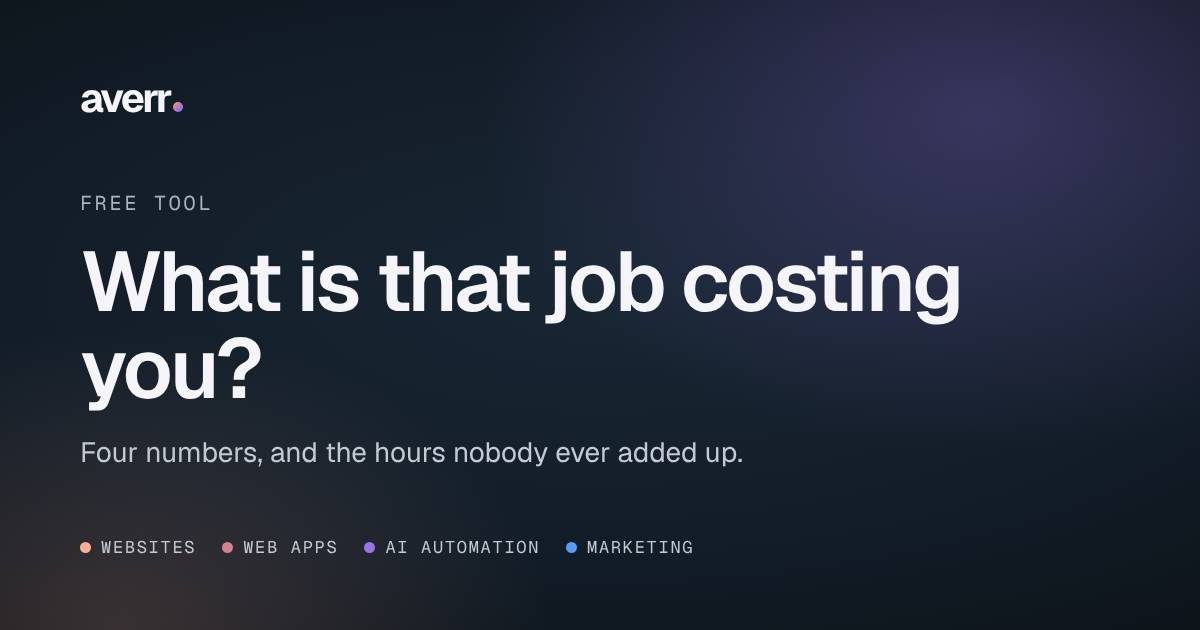 averr.
FREE TOOL
What is that job costing
you?
Four numbers, and the hours nobody ever added up.
WEBSITES WEB APPS AI AUTOMATION MARKETING